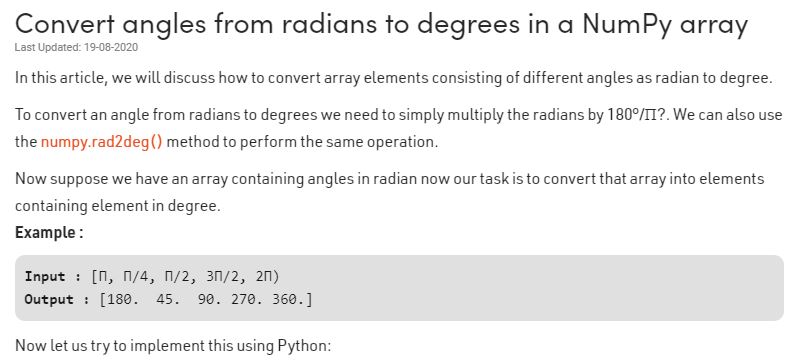 Convert angles from radians to degrees in a NumPy array
Last Updated: 19-08-2020
In this article, we will discuss how to convert array elements consisting of different angles as radian to degree.
To convert an angle from radians to degrees we need to simply multiply the radians by 180°/Π?. We can also use
the numpy.rad2deg() method to perform the same operation.
Now suppose we have an array containing angles in radian now our task is to convert that array into elements
containing element in degree.
Example :
Input : [Π, Π/4, Π/2, 3Π/2, 2Π)
Output : [180.  45.  90. 270. 360.]
Now let us try to implement this using Python: